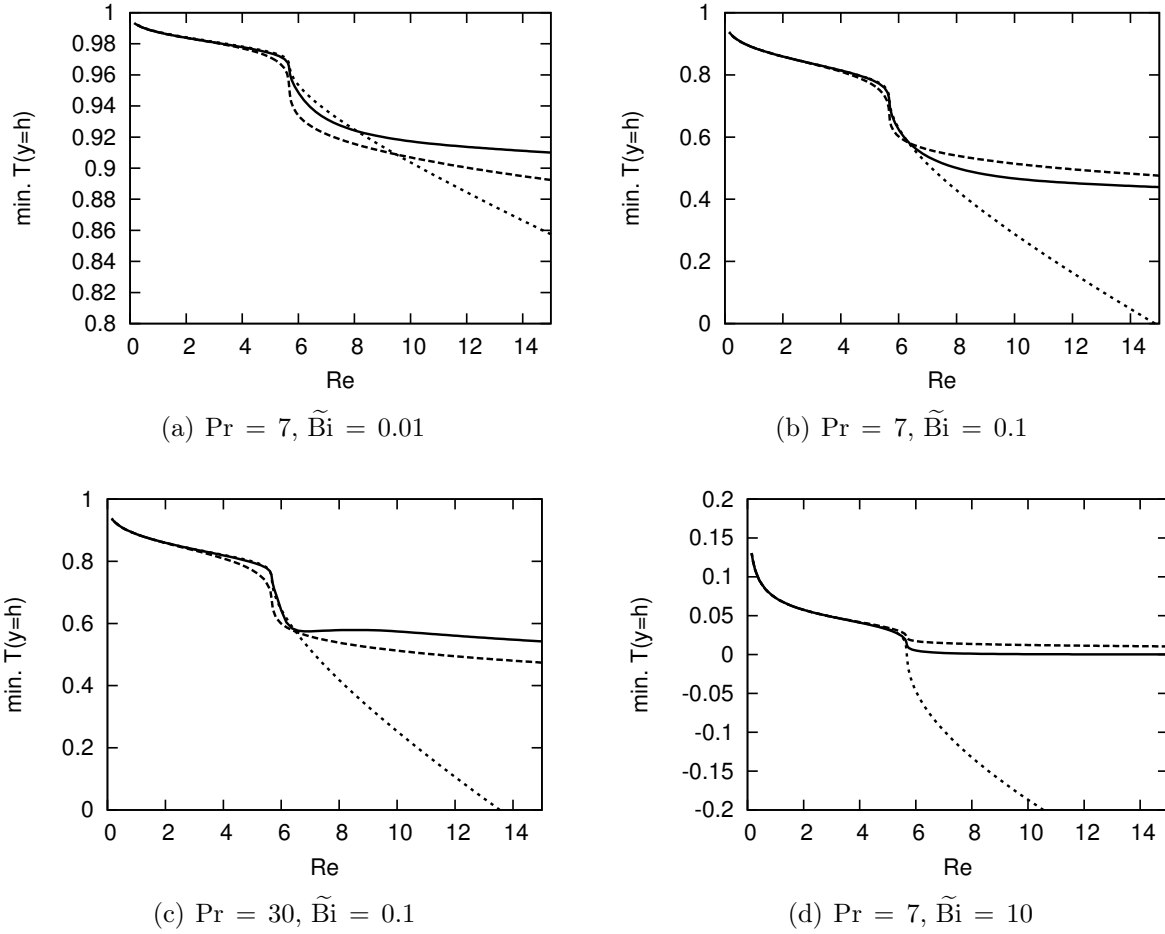 1
0.98
0.96
0.94
0.92
0.9
0.88
0.86
0.84
0.82
0.8
min. T(y=h)
0 2 4 6 8 10 12 14
Re
(a) Pr = 7, B̃i = 0.01
1
0.8
0.6
0.4
0.2
0
min. T(y=h)
0 2 4 6 8 10 12 14
Re
(b) Pr = 7, B̃i = 0.1
1
0.8
0.6
0.4
0.2
0
min. T(y=h)
0 2 4 6 8 10 12 14
Re
(c) Pr = 30, B̃i = 0.1
0.2
0.15
0.1
0.05
0
-0.05
-0.1
-0.15
-0.2
min. T(y=h)
0 2 4 6 8 10 12 14
Re
(d) Pr = 7, B̃i = 10